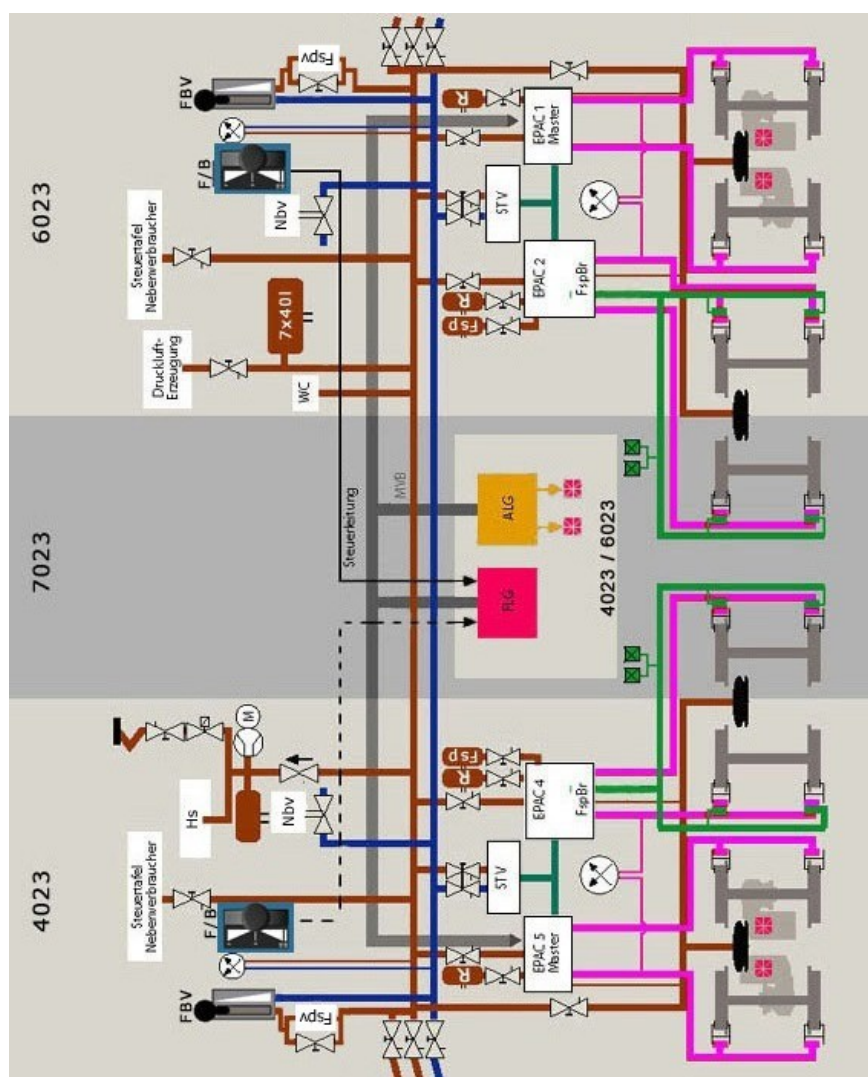 6023
FBV
Fspv
F/B
Nbv
Steuertafel
Nebenverbraucher
7x40l
Druckluft-
Erzeugung
WC
R
EPAC 1
Master
STV
EPAC 2
FspBr
R
Fsp
7023
Steuerleitung
MVB
ALG
FLG
4023 / 6023
4023
M
Hs
Nbv
Steuertafel
Nebenverbraucher
F/B
FBV
Fspv
Fsp
R
EPAC 4
FspBr
STV
EPAC 5
Master
R